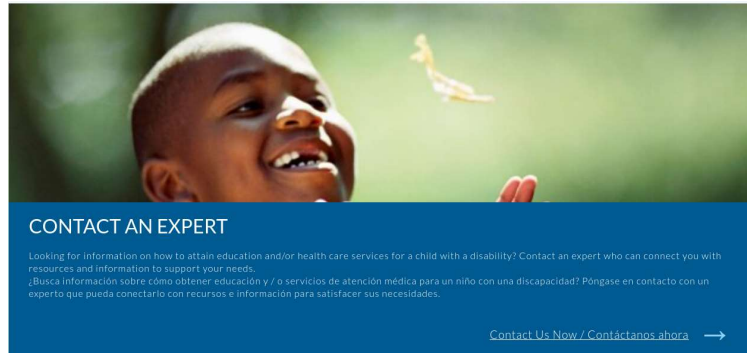 CONTACT AN EXPERT
Looking for information on how to attain education and/or health care services for a child with a disability? Contact an expert who can connect you with
resources and information to support your needs.
¿Busca información sobre cómo obtener educación y / o servicios de atención médica para un niño con una discapacidad? Póngase en contacto con un
experto que pueda conectarlo con recursos e información para satisfacer sus necesidades.
Contact Us Now / Contáctanos ahora